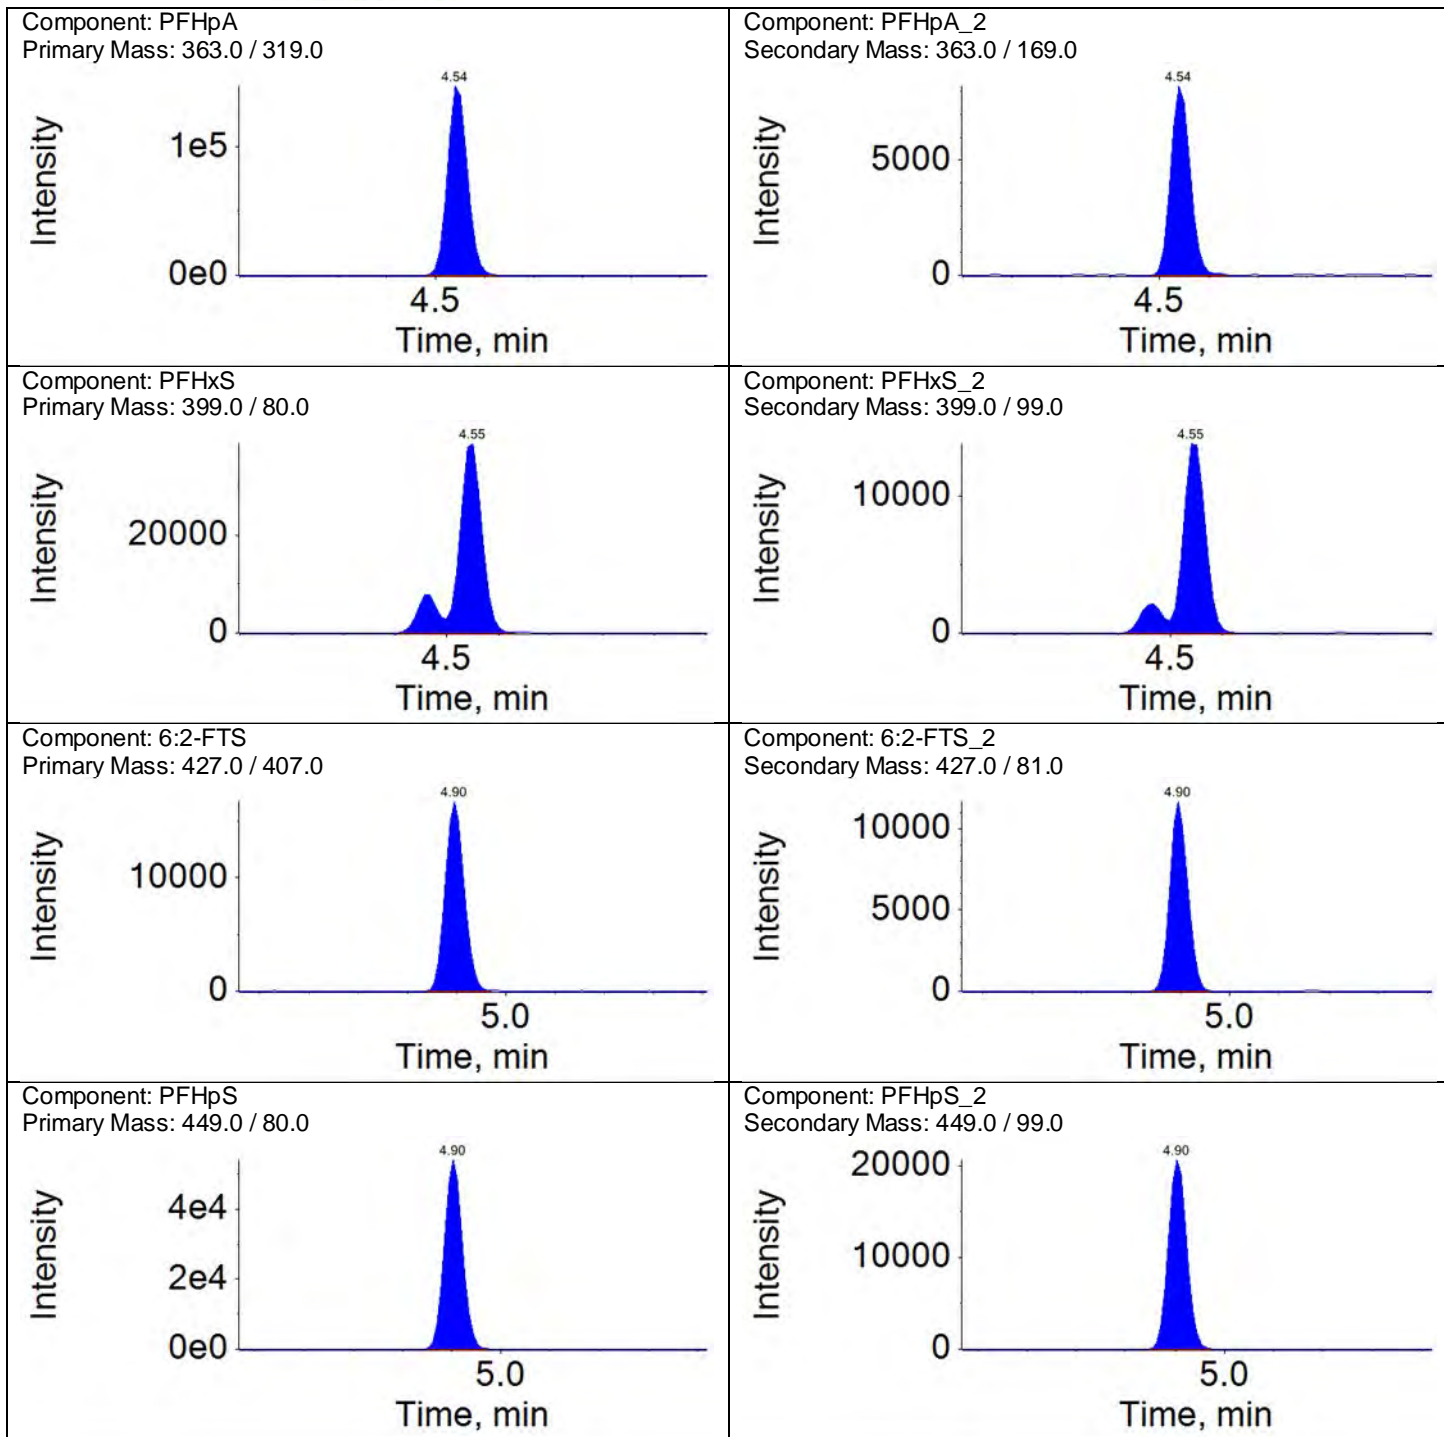 Component: PFHpA
Primary Mass: 363.0 / 319.0
4.54
Intensity
1e5
0e0
4.5
Time, min
Component: PFHpA_2
Secondary Mass: 363.0 / 169.0
4.54
Intensity
5000
0
4.5
Time, min
Component: PFHxS
Primary Mass: 399.0 / 80.0
4.55
Intensity
20000
0
4.5
Time, min
Component: PFHxS_2
Secondary Mass: 399.0 / 99.0
4.55
Intensity
10000
0
4.5
Time, min
Component: 6:2-FTS
Primary Mass: 427.0 / 407.0
4.90
Intensity
10000
0
5.0
Time, min
Component: 6:2-FTS_2
Secondary Mass: 427.0 / 81.0
4.90
Intensity
10000
5000
0
5.0
Time, min
Component: PFHpS
Primary Mass: 449.0 / 80.0
4.90
Intensity
4e4
2e4
0e0
5.0
Time, min
Component: PFHpS_2
Secondary Mass: 449.0 / 99.0
4.90
Intensity
20000
10000
0
5.0
Time, min